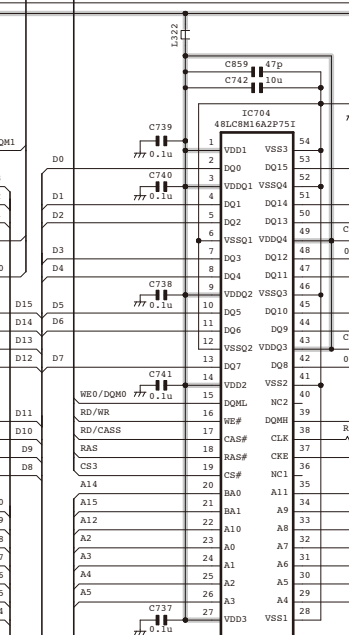 L322
C859 47p
C742 10u
IC704
48LC8M16A2P75I
QM1
C739
0.1u
1 VDD1 VSS3 54
D0 2 DQ0 DQ15 53
C740
0.1u
3 VDDQ1 VSSQ4 52
D1 4 DQ1 DQ14 51
D2 5 DQ2 DQ13 50
6 VSSQ1 VDDQ4 49
D3 7 DQ3 DQ12 48
D4 8 DQ4 DQ11 47
C738
0.1u
9 VDDQ2 VSSQ3 46
D15 D5 10 DQ5 DQ10 45
D14 D6 11 DQ6 DQ9 44
D13 12 VSSQ2 VDDQ3 43
D12 D7 13 DQ7 DQ8 42
C741
0.1u
14 VDD2 VSS2 41
WE0/DQM0 15 DQML NC2 40
D11 RD/WR 16 WE# DQMH 39
D10 RD/CASS 17 CAS# CLK 38
D9 RAS 18 RAS# CKE 37
D8 CS3 19 CS# NC1 36
A14 20 BA0 A11 35
A15 21 BA1 A9 34
A12 22 A10 A8 33
A2 23 A0 A7 32
A3 24 A1 A6 31
A4 25 A2 A5 30
A5 26 A3 A4 29
C737
0.1u
27 VDD3 VSS1 28